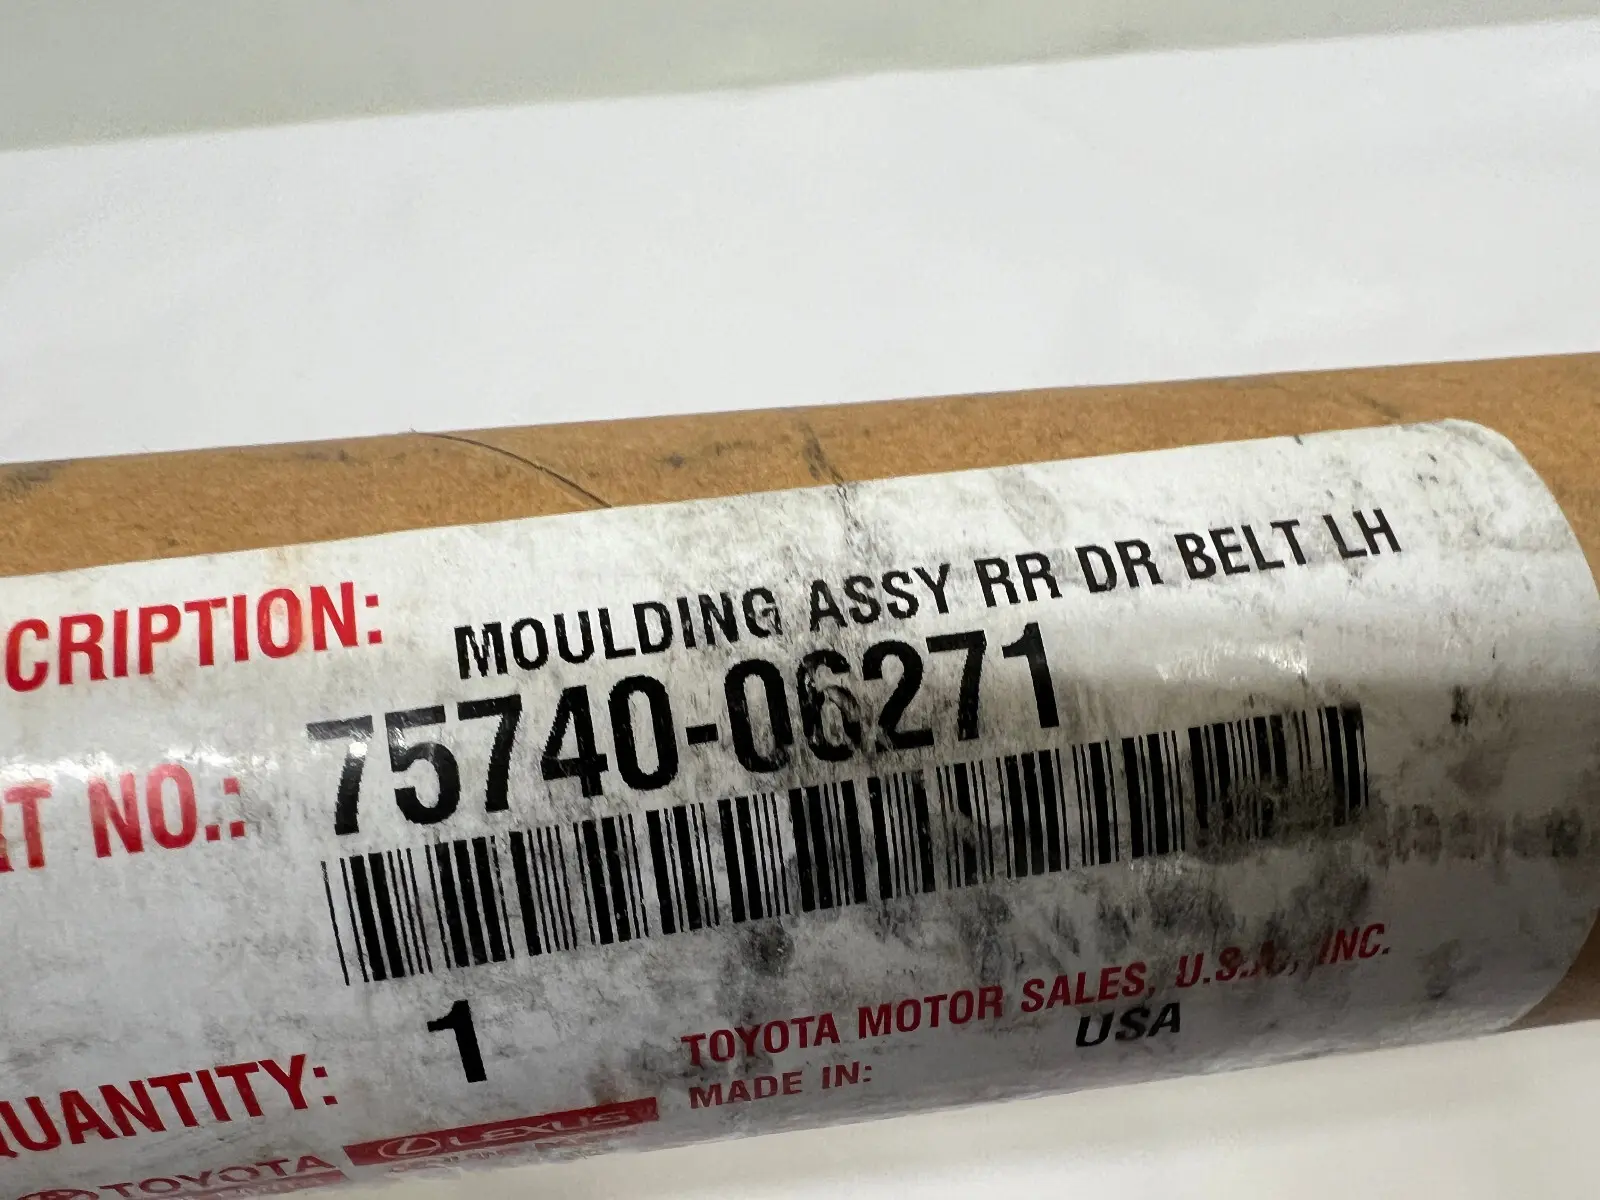 CRIPTION: MOULDING ASSY RR DR BELT LH
T NO.: 75740-06271
QUANTITY: 1
TOYOTA MOTOR SALES, U.S.A., INC.
MADE IN: USA
TOYOTA LEXUS